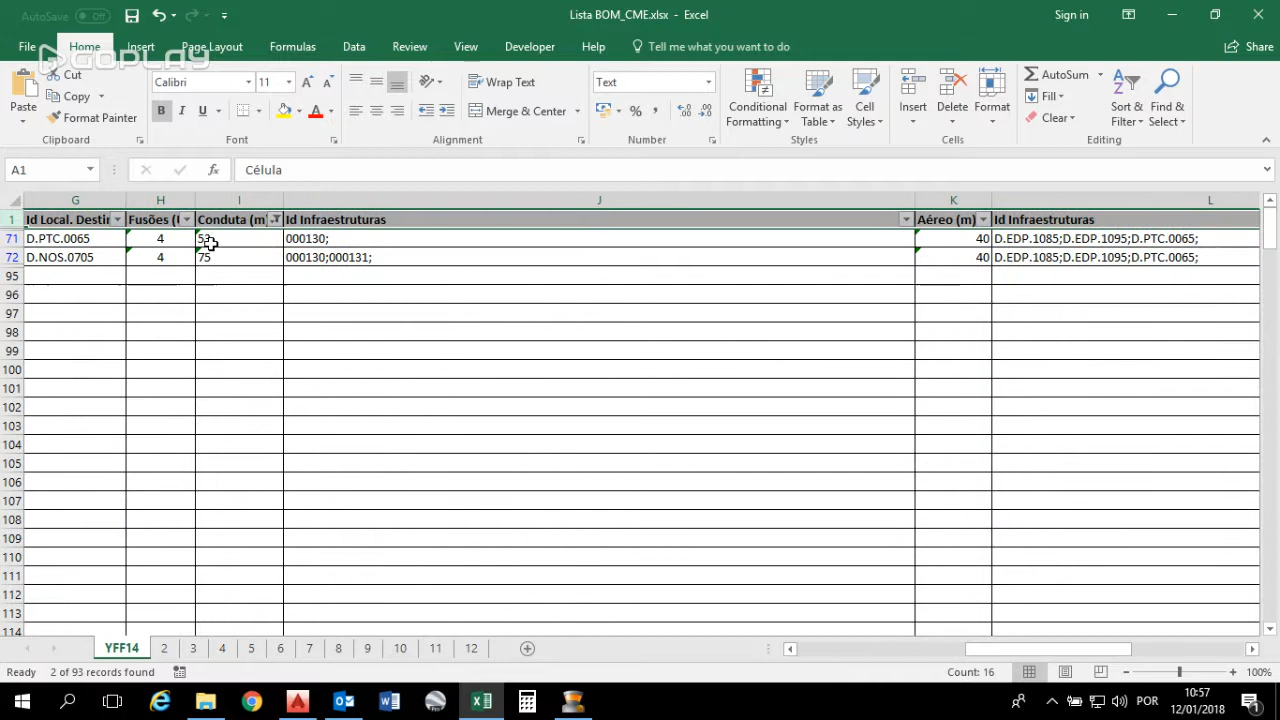 AutoSave Off
Lista BOM_CME.xlsx - Excel
Sign in
File Home Insert Page Layout Formulas Data Review View Developer Help Tell me what you want to do Share
GOPLAY
Paste
Cut
Copy
Format Painter
Clipboard
Calibri 11
B I U
Font
Wrap Text
Merge & Center
Alignment
Text
Number
Conditional Formatting
Format as Table
Cell Styles
Styles
Insert Delete Format
Cells
AutoSum
Fill
Clear
Sort & Filter
Find & Select
Editing
A1 fx Célula
G H I J K L
1 Id Local. Destir Fusões ( Conduta (m) Id Infraestruturas Aéreo (m) Id Infraestruturas
71 D.PTC.0065 4 53 000130; 40 D.EDP.1085;D.EDP.1095;D.PTC.0065;
72 D.NOS.0705 4 75 000130;000131; 40 D.EDP.1085;D.EDP.1095;D.PTC.0065;
95
96
97
98
99
100
101
102
103
104
105
106
107
108
109
110
111
112
113
114
YFF14 2 3 4 5 6 7 8 9 10 11 12
Ready 2 of 93 records found Count: 16 100%
POR
10:57
12/01/2018
1